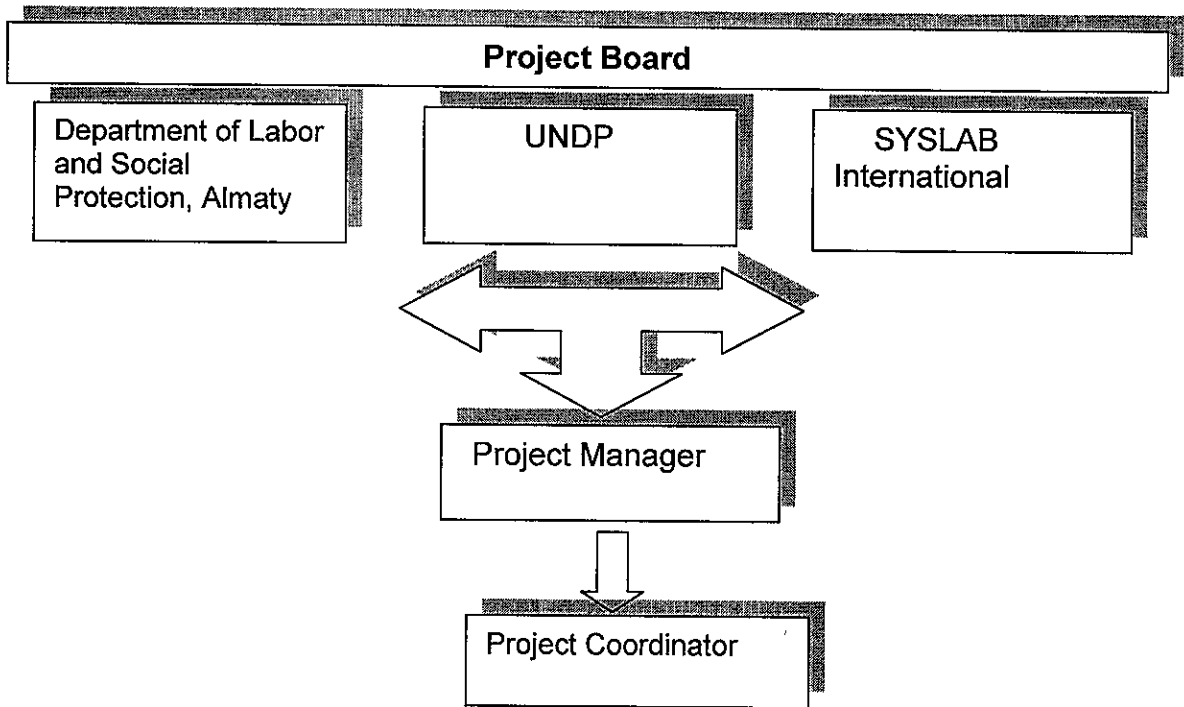 Project Board
Department of Labor
and Social
Protection, Almaty
UNDP
SYSLAB
International
Project Manager
Project Coordinator